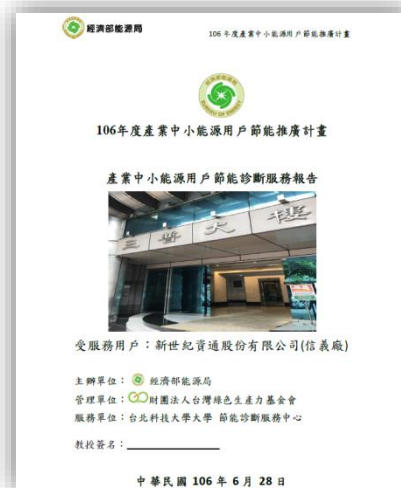 經濟部能源局
106 年度產業中小能源用戶節能推廣計畫
BUREAU OF ENERGY
106年度產業中小能源用戶節能推廣計畫
產業中小能源用戶節能診斷服務報告
三普大樓
受服務用戶：新世紀資通股份有限公司(信義廠)
主辦單位： 經濟部能源局
管理單位： 財團法人台灣綠色生產力基金會
服務單位：台北科技大學大學 節能診斷服務中心
教授簽名：
中 華 民 國 106 年 6 月 28 日